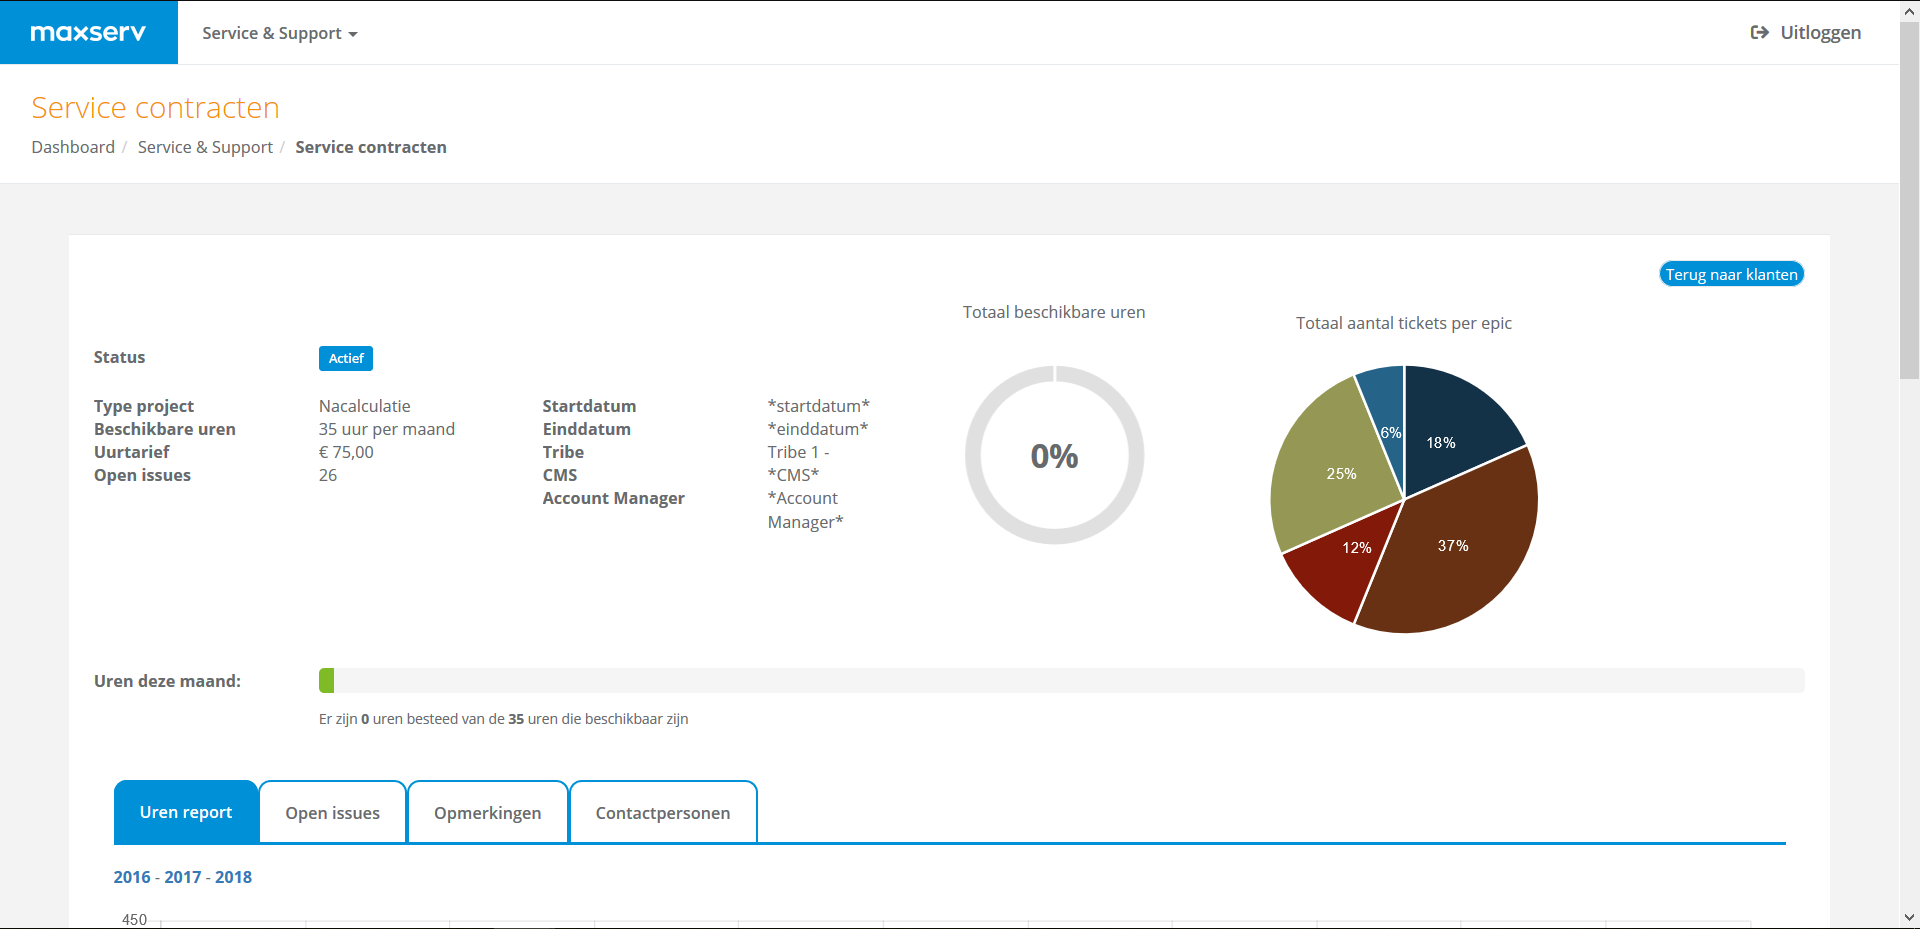 maxserv
Service & Support
Uitloggen
Service contracten
Dashboard / Service & Support / Service contracten
Terug naar klanten
Totaal beschikbare uren
Totaal aantal tickets per epic
Status
Actief
Type project
Nacalculatie
Startdatum
*startdatum*
Beschikbare uren
35 uur per maand
Einddatum
*einddatum*
Uurtarief
€ 75,00
Tribe
Tribe 1 -
Open issues
26
CMS
*CMS*
Account Manager
*Account
Manager*
0%
6%
18%
25%
12%
37%
Uren deze maand:
Er zijn 0 uren besteed van de 35 uren die beschikbaar zijn
Uren report
Open issues
Opmerkingen
Contactpersonen
2016 - 2017 - 2018
450